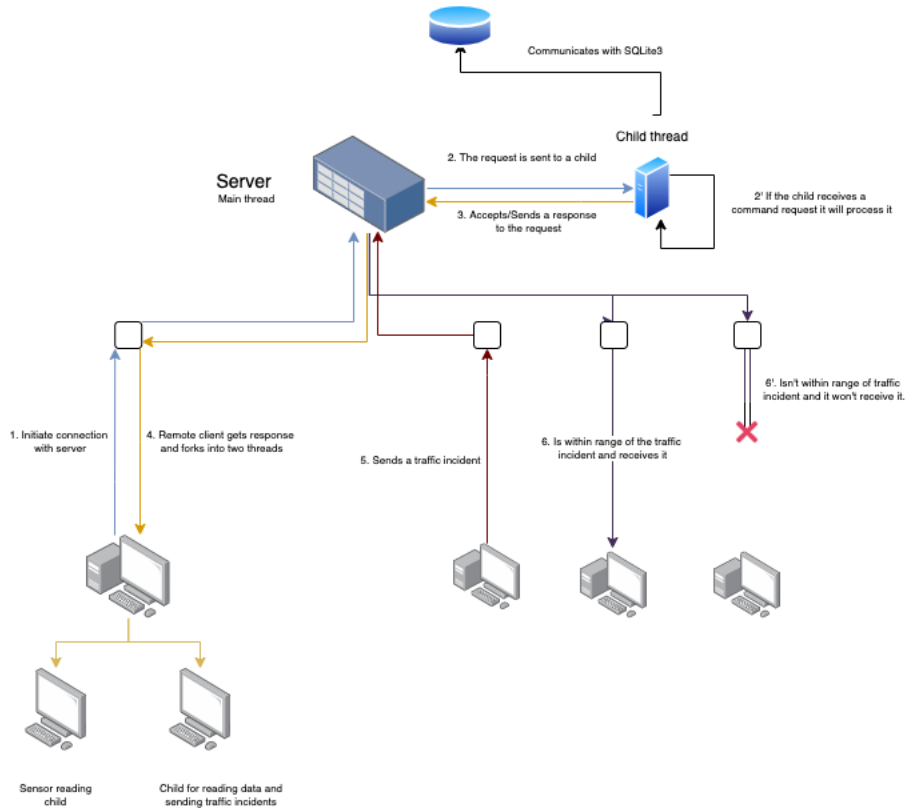 Communicates with SQLite3
Child thread
2. The request is sent to a child
Server
Main thread
2' If the child receives a
command request it will process it
3. Accepts/Sends a response
to the request
6'. Isn't within range of traffic
incident and it won't receive it.
1. Initiate connection
with server
4. Remote client gets response
and forks into two threads
5. Sends a traffic incident
6. Is within range of the traffic
incident and receives it
Sensor reading
child
Child for reading data and
sending traffic incidents